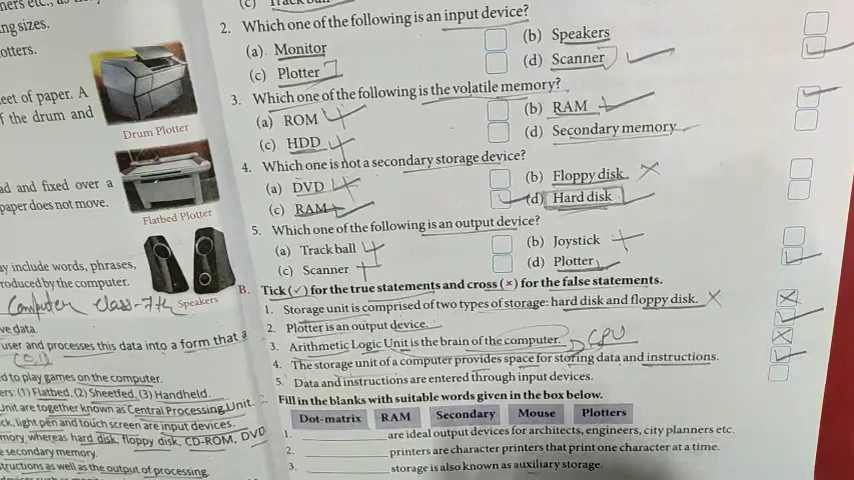 ners etc., as
ng sizes.
otters.
eet of paper. A
f the drum and
Drum Plotter
ad and fixed over a
paper does not move.
Flatbed Plotter
ay include words, phrases,
roduced by the computer.
Speakers
Computer class-7th
ve data.
user and processes this data into a form that a
(0,1)
ed to play games on the computer.
ers: (1) Flatbed, (2) Sheetfed, (3) Handheld.
Unit are together known as Central Processing Unit.
ck, light pen and touch screen are input devices.
mory, whereas hard disk, floppy disk, CD-ROM, DVD
e secondary memory.
tructions as well as the output of processing.
(c) Track ball
2. Which one of the following is an input device?
(a) Monitor (b) Speakers
(c) Plotter (d) Scanner
3. Which one of the following is the volatile memory?
(a) ROM (b) RAM
(c) HDD (d) Secondary memory
4. Which one is not a secondary storage device?
(a) DVD (b) Floppy disk
(c) RAM (d) Hard disk
5. Which one of the following is an output device?
(a) Track ball (b) Joystick
(c) Scanner (d) Plotter
B. Tick (✓) for the true statements and cross (×) for the false statements.
1. Storage unit is comprised of two types of storage: hard disk and floppy disk.
2. Plotter is an output device.
3. Arithmetic Logic Unit is the brain of the computer. CPU
4. The storage unit of a computer provides space for storing data and instructions.
5. Data and instructions are entered through input devices.
C. Fill in the blanks with suitable words given in the box below.
Dot-matrix RAM Secondary Mouse Plotters
1. ____________ are ideal output devices for architects, engineers, city planners etc.
2. ____________ printers are character printers that print one character at a time.
3. ____________ storage is also known as auxiliary storage.